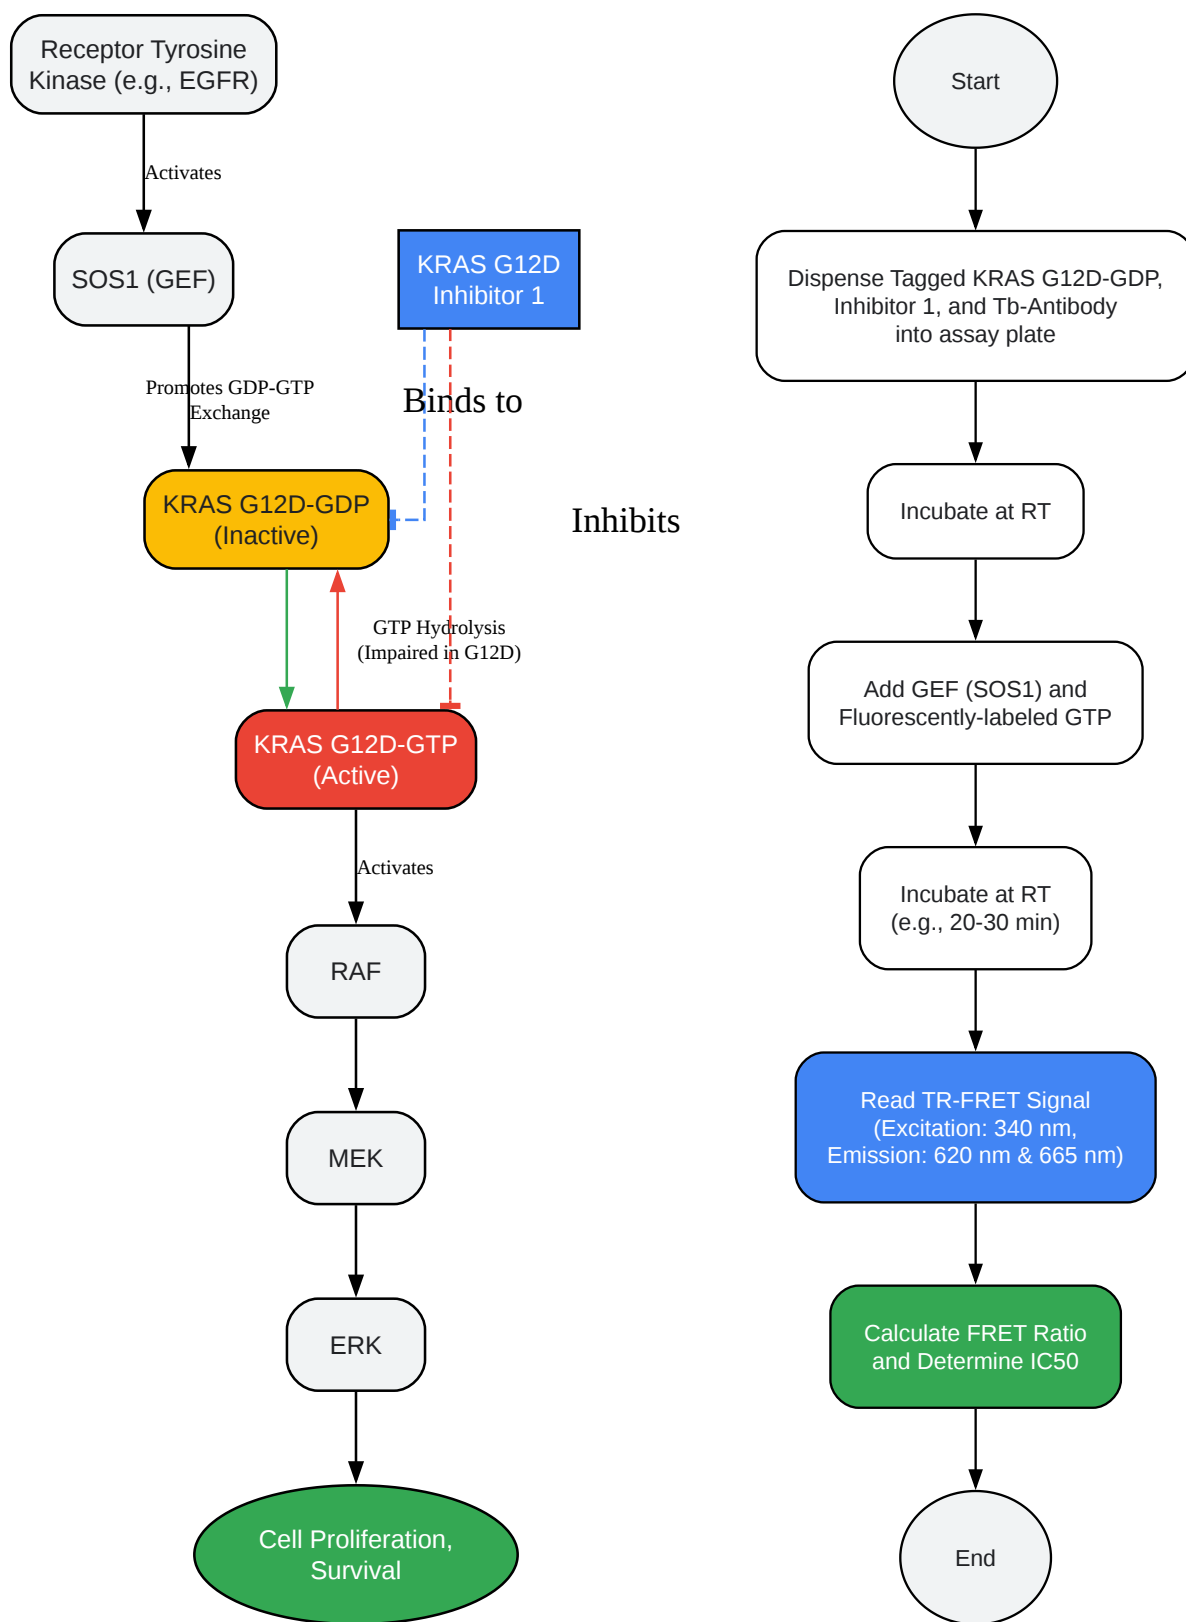 Receptor Tyrosine
Kinase (e.g., EGFR)
Activates
SOS1 (GEF)
KRAS G12D
Inhibitor 1
Promotes GDP-GTP
Exchange
Binds to
KRAS G12D-GDP
(Inactive)
Inhibits
GTP Hydrolysis
(Impaired in G12D)
KRAS G12D-GTP
(Active)
Activates
RAF
MEK
ERK
Cell Proliferation,
Survival
Start
Dispense Tagged KRAS G12D-GDP,
Inhibitor 1, and Tb-Antibody
into assay plate
Incubate at RT
Add GEF (SOS1) and
Fluorescently-labeled GTP
Incubate at RT
(e.g., 20-30 min)
Read TR-FRET Signal
(Excitation: 340 nm,
Emission: 620 nm & 665 nm)
Calculate FRET Ratio
and Determine IC50
End